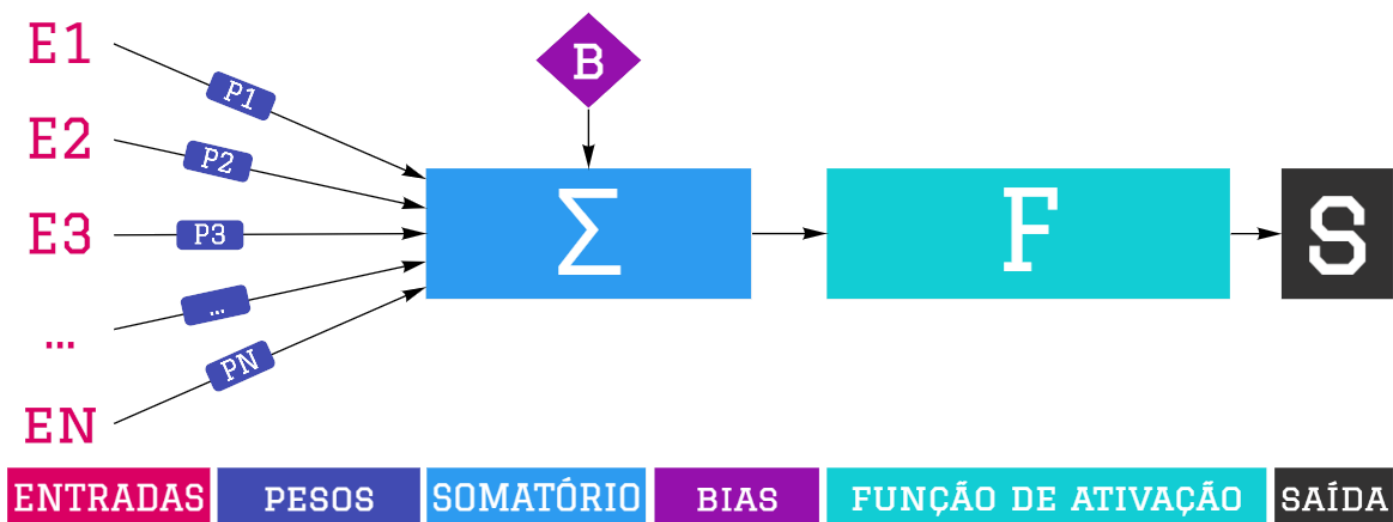 E1
P1
B
E2
P2
E3
P3
Σ
F
S
...
...
PN
EN
ENTRADAS
PESOS
SOMATÓRIO
BIAS
FUNÇÃO DE ATIVAÇÃO
SAÍDA